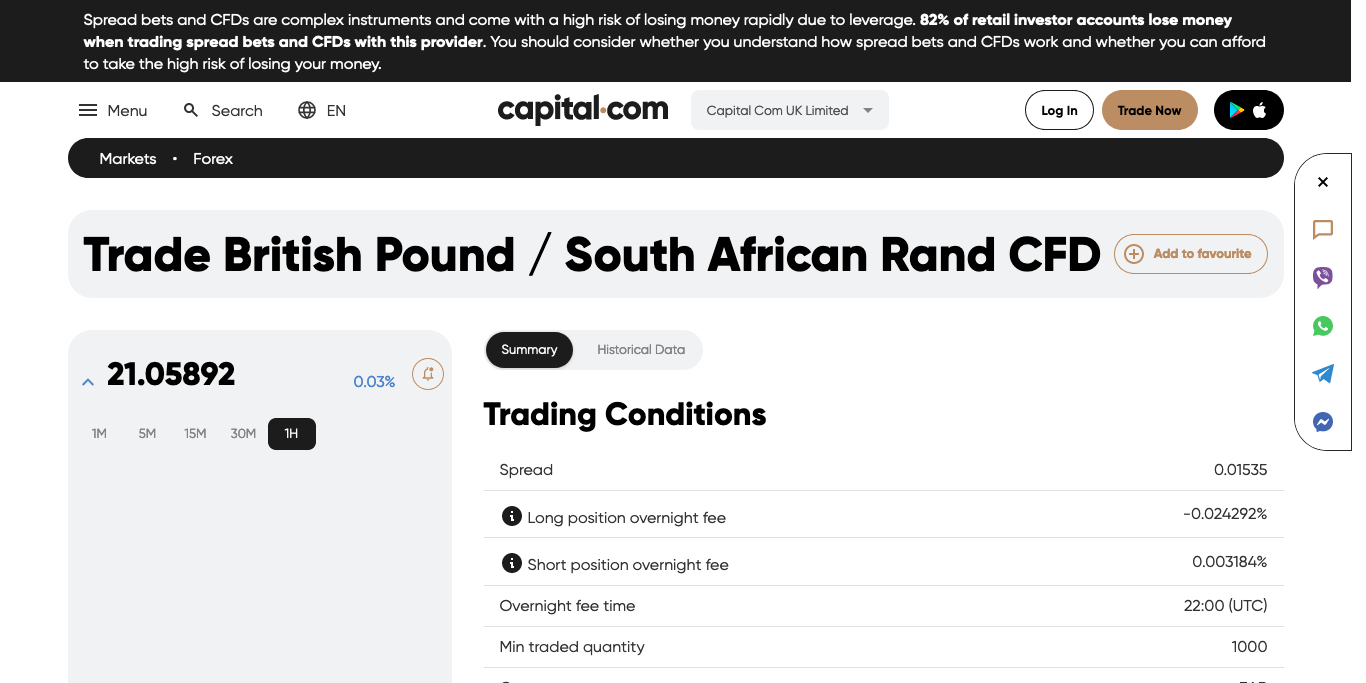 Spread bets and CFDs are complex instruments and come with a high risk of losing money rapidly due to leverage. 82% of retail investor accounts lose money
when trading spread bets and CFDs with this provider. You should consider whether you understand how spread bets and CFDs work and whether you can afford
to take the high risk of losing your money.
Menu Search EN capital.com Capital Com UK Limited Log In Trade Now
Markets • Forex
Trade British Pound / South African Rand CFD Add to favourite
21.05892 0.03%
1M 5M 15M 30M 1H
Summary Historical Data
Trading Conditions
Spread 0.01535
Long position overnight fee -0.024292%
Short position overnight fee 0.003184%
Overnight fee time 22:00 (UTC)
Min traded quantity 1000